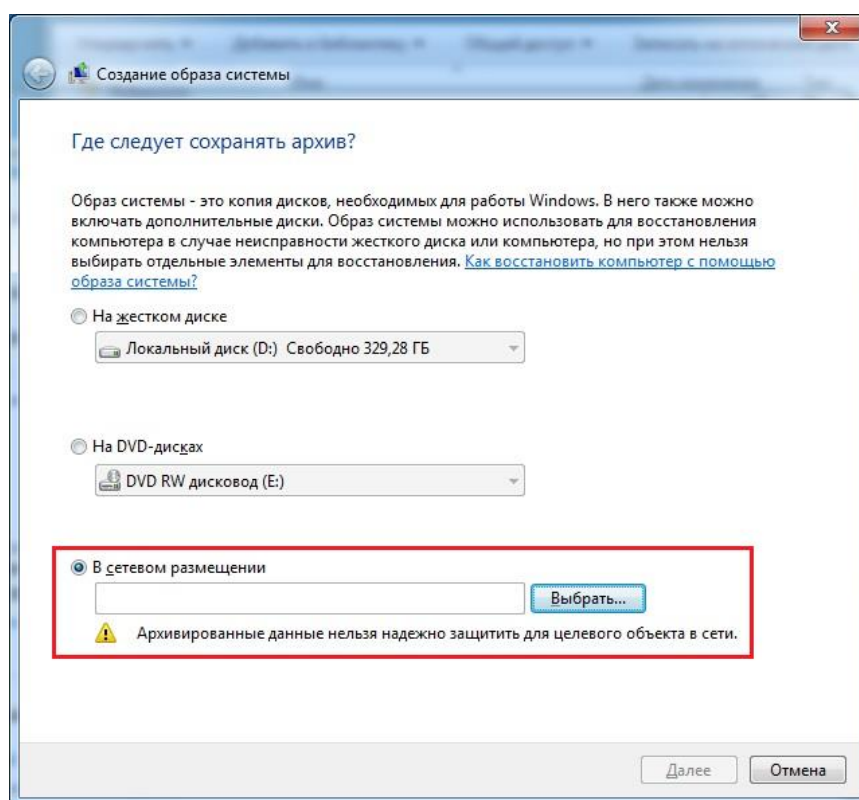 Создание образа системы
Где следует сохранять архив?
Образ системы - это копия дисков, необходимых для работы Windows. В него также можно
включать дополнительные диски. Образ системы можно использовать для восстановления
компьютера в случае неисправности жесткого диска или компьютера, но при этом нельзя
выбирать отдельные элементы для восстановления. Как восстановить компьютер с помощью
образа системы?
На жестком диске
Локальный диск (D:) Свободно 329,28 ГБ
На DVD-дисках
DVD RW дисковод (E:)
В сетевом размещении
Выбрать...
Архивированные данные нельзя надежно защитить для целевого объекта в сети.
Далее Отмена